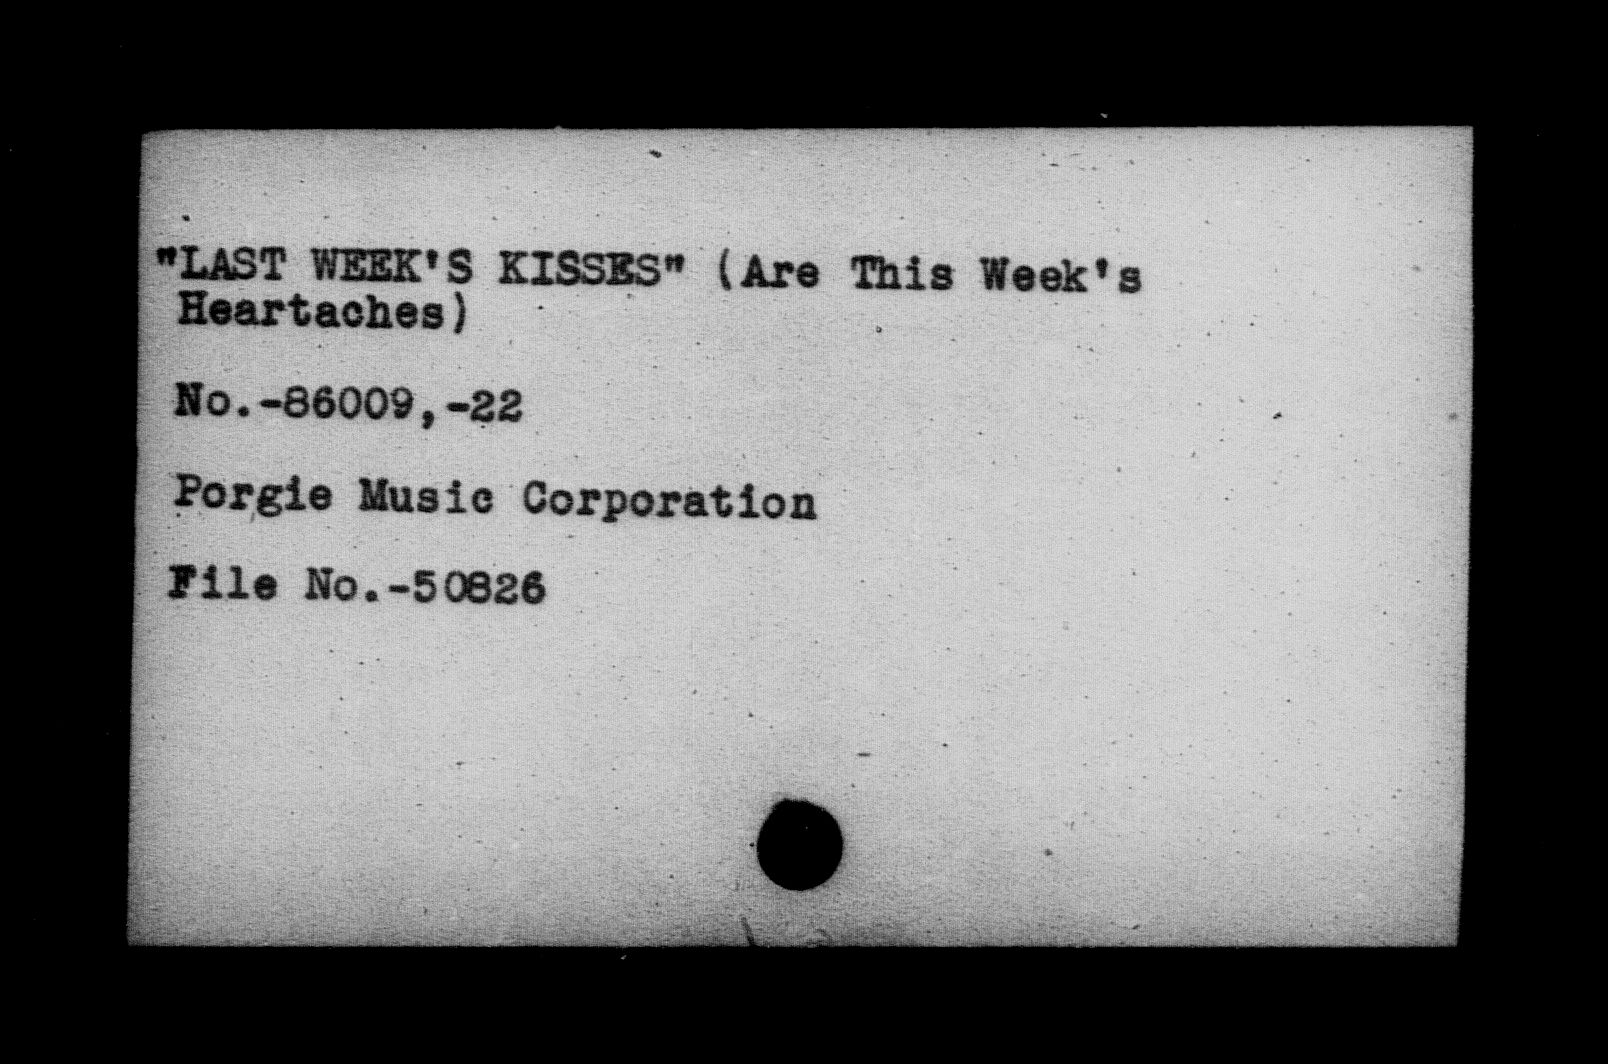 "LAST WEEK'S KISSES" (Are This Week's
Heartaches)
No.-86009,-22
Porgie Music Corporation
File No.-50826